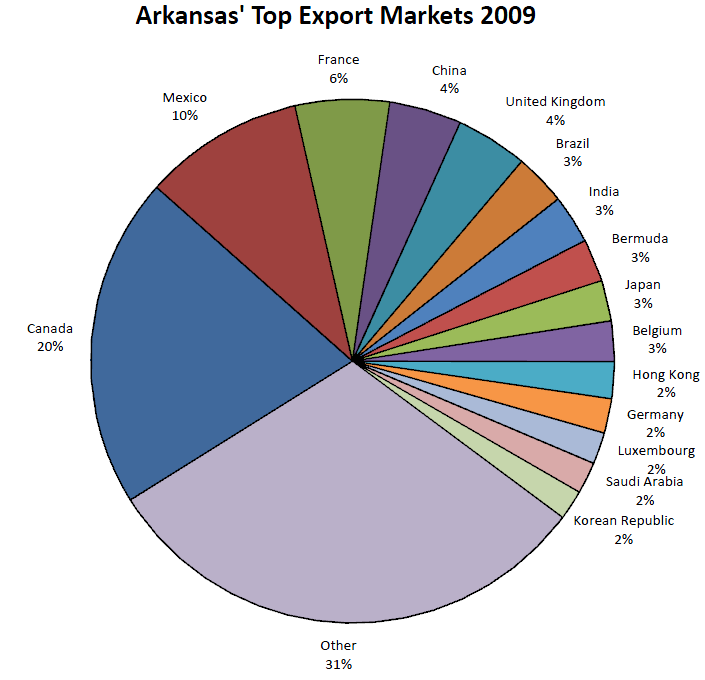 Arkansas' Top Export Markets 2009
France
6%
China
4%
Mexico
10%
United Kingdom
4%
Brazil
3%
India
3%
Bermuda
3%
Japan
3%
Belgium
3%
Canada
20%
Hong Kong
2%
Germany
2%
Luxembourg
2%
Saudi Arabia
2%
Korean Republic
2%
Other
31%